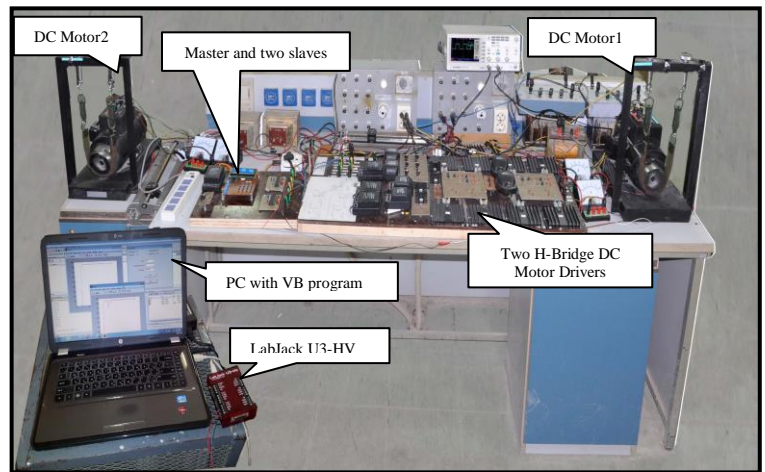 DC Motor2
Master and two slaves
DC Motor1
Two H-Bridge DC
Motor Drivers
PC with VB program
LabJack U3-HV